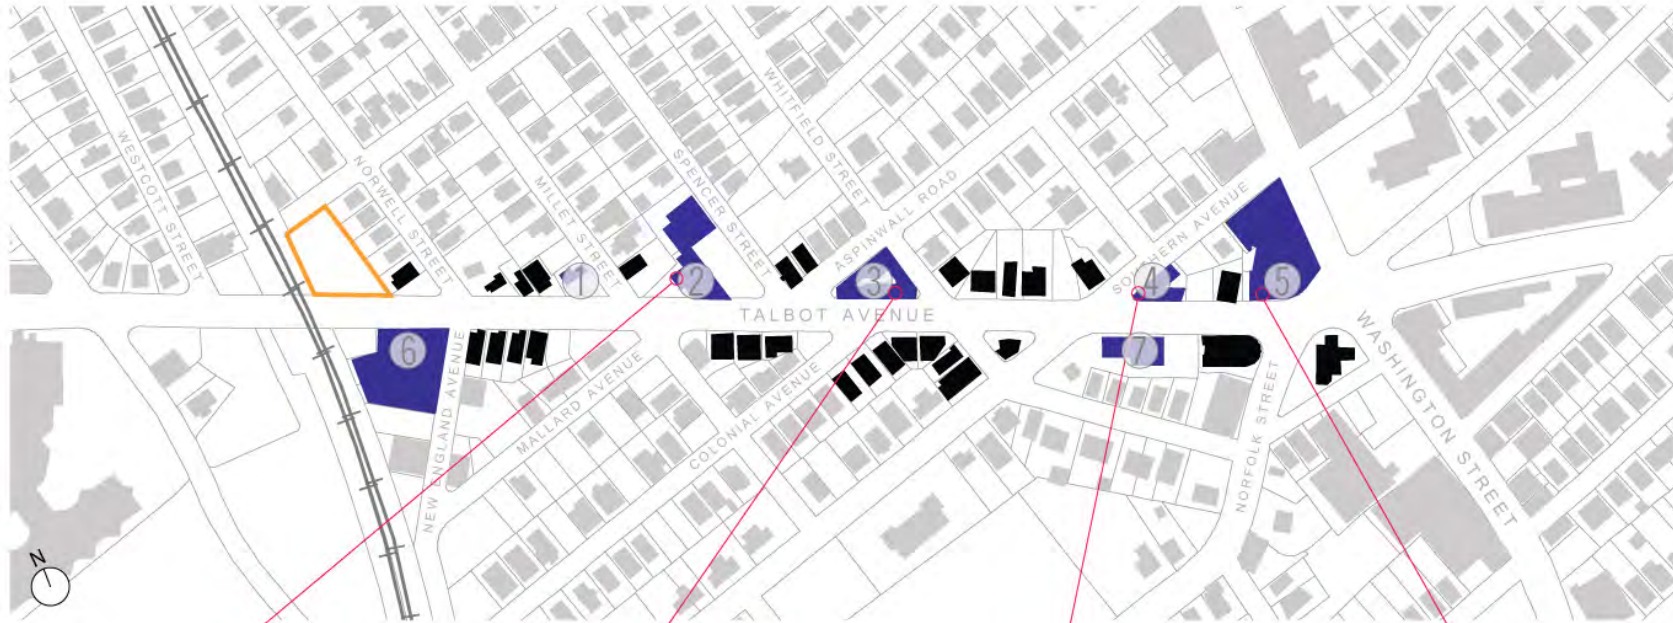 WESTCOTT STREET
NORWELL STREET
MILLET STREET
SPENCER STREET
WHITFIELD STREET
ASPINWALL ROAD
SOUTHERN AVENUE
1
2
3
4
5
TALBOT AVENUE
6
7
NEW ENGLAND AVENUE
MALLARD AVENUE
COLONIAL AVENUE
NORFOLK STREET
WASHINGTON STREET
N